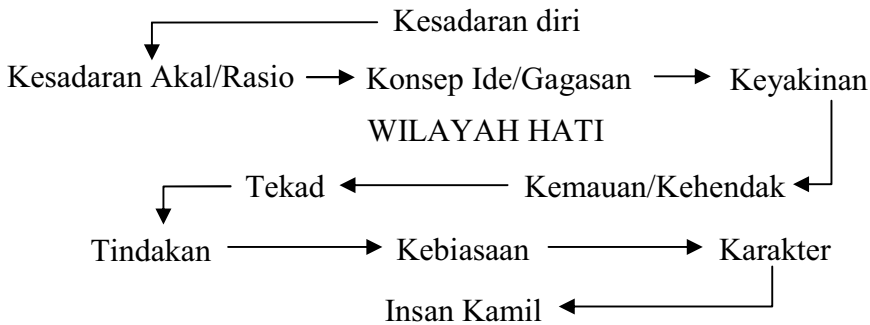 Kesadaran diri
Kesadaran Akal/Rasio Konsep Ide/Gagasan Keyakinan
WILAYAH HATI
Tekad Kemauan/Kehendak
Tindakan Kebiasaan Karakter
Insan Kamil